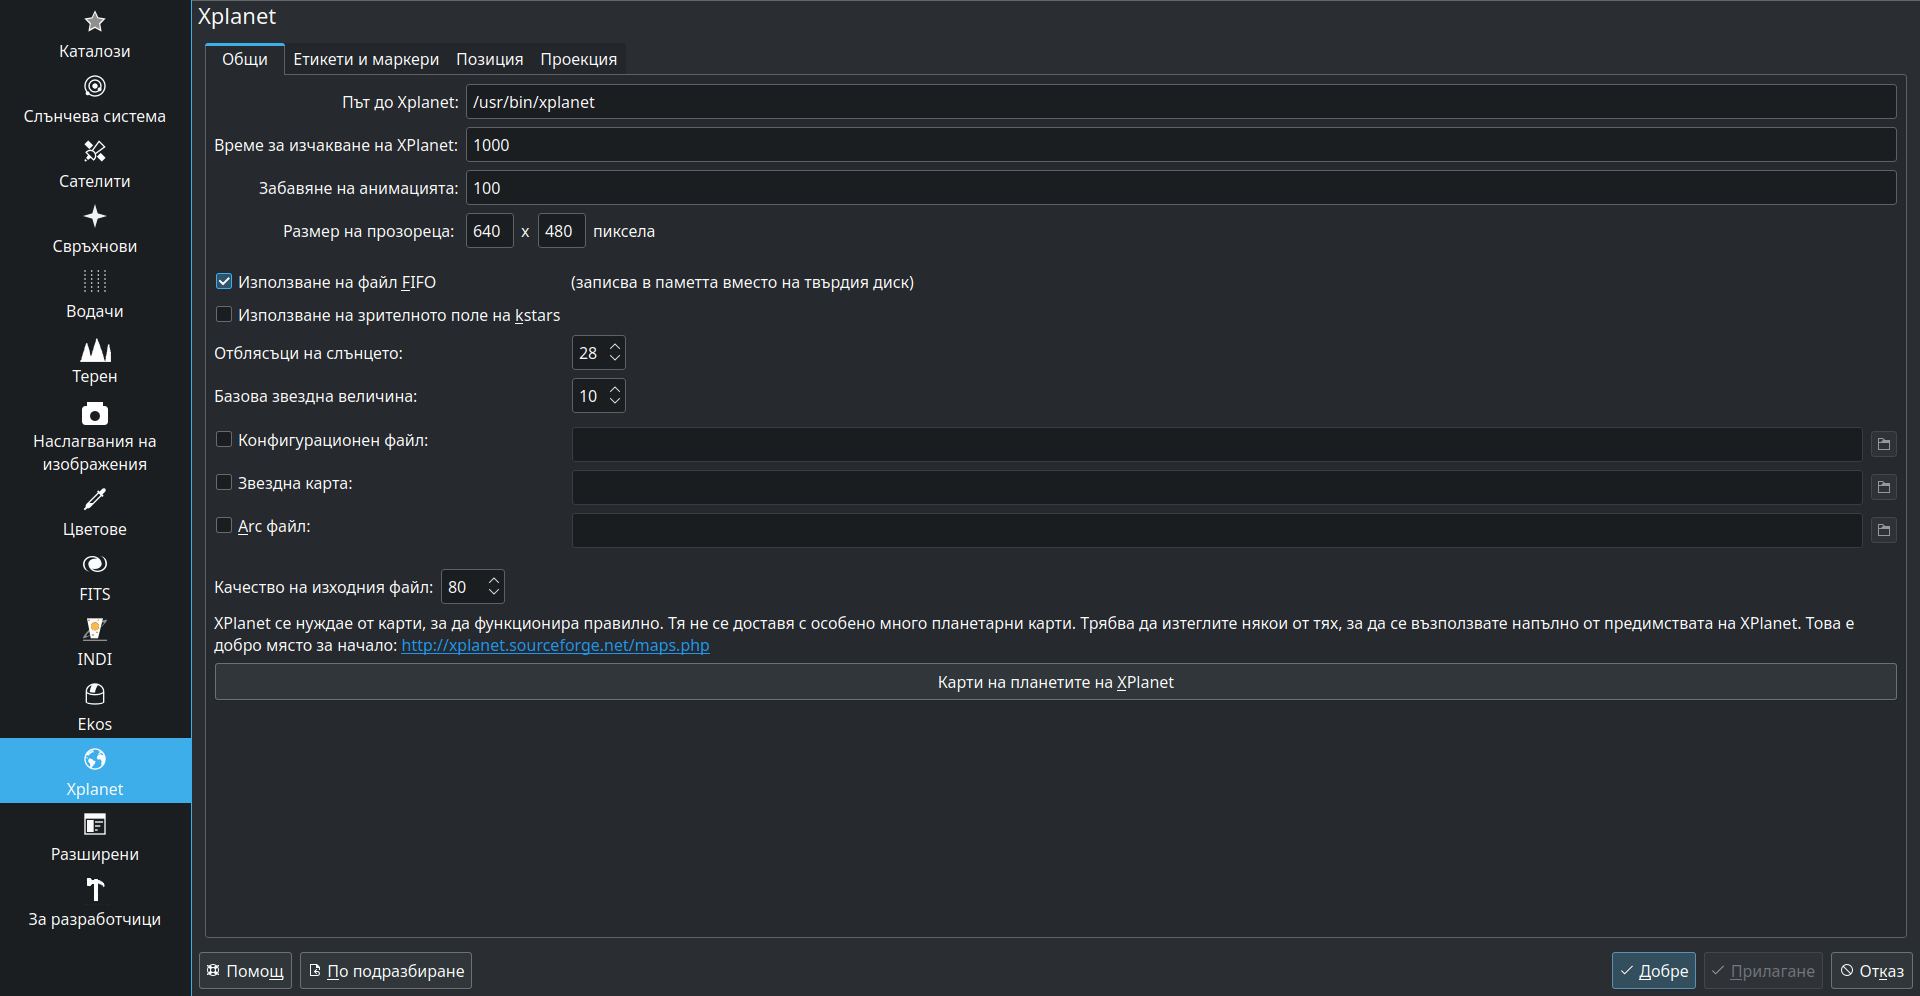 Каталози
Слънчева система
Сателити
Свръхнови
Водачи
Терен
Наслагвания на
изображения
Цветове
FITS
INDI
Ekos
Xplanet
Разширени
За разработчици
Xplanet
Общи Етикети и маркери Позиция Проекция
Път до Xplanet: /usr/bin/xplanet
Време за изчакване на XPlanet: 1000
Забавяне на анимацията: 100
Размер на прозореца: 640 x 480 пиксела
Използване на файл FIFO (записва в паметта вместо на твърдия диск)
Използване на зрителното поле на kstars
Отблясъци на слънцето: 28
Базова звездна величина: 10
Конфигурационен файл:
Звездна карта:
Arc файл:
Качество на изходния файл: 80
XPlanet се нуждае от карти, за да функционира правилно. Тя не се доставя с особено много планетарни карти. Трябва да изтеглите някои от тях, за да се възползвате напълно от предимствата на XPlanet. Това е
добро място за начало: http://xplanet.sourceforge.net/maps.php
Карти на планетите на XPlanet
Помощ По подразбиране Добре Прилагане Отказ